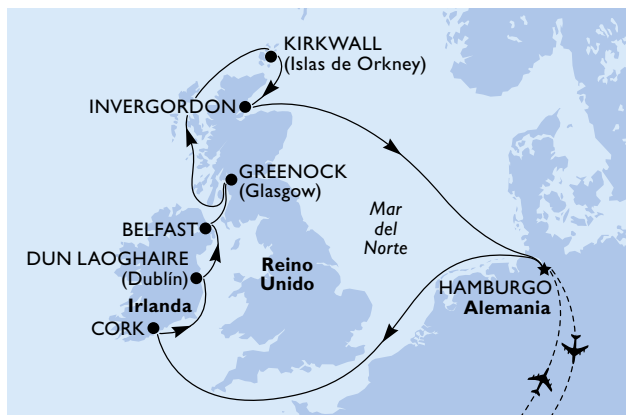 KIRKWALL
(Islas de Orkney)
INVERGORDON
GREENOCK
(Glasgow)
BELFAST
Mar
del
Norte
DUN LAOGHAIRE
(Dublín)
Reino
Unido
Irlanda
CORK
HAMBURGO
Alemania